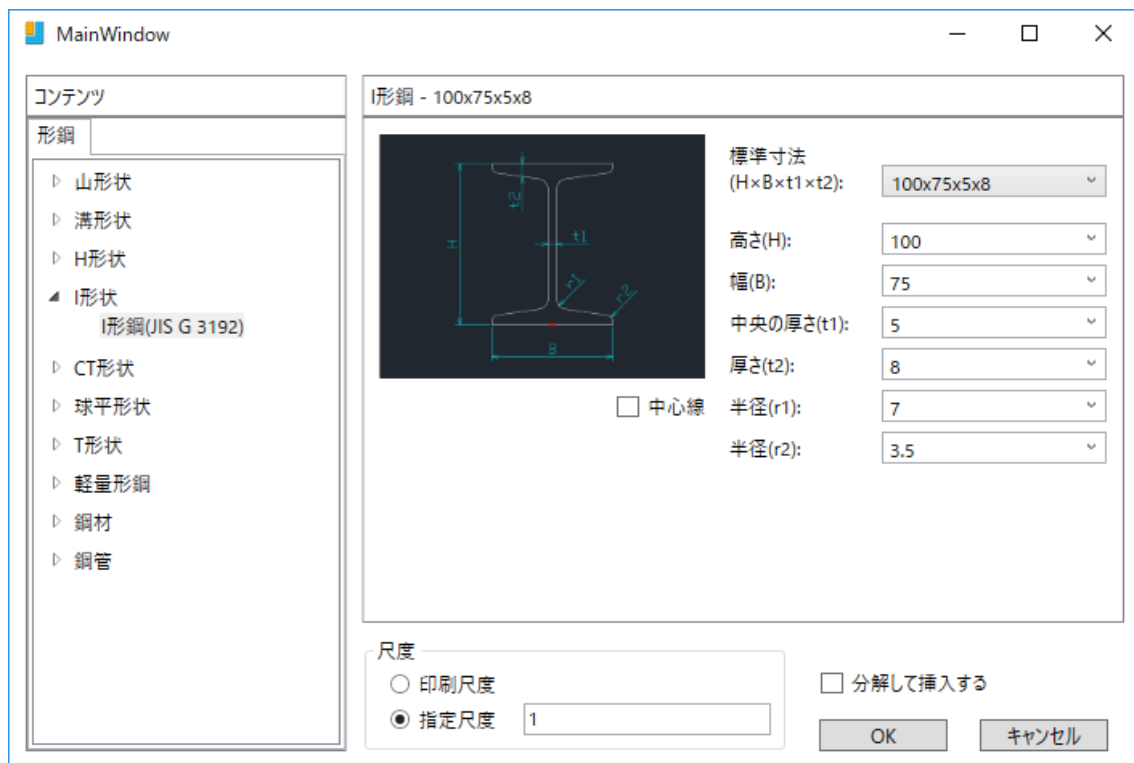 MainWindow
コンテンツ
形鋼
山形状
溝形状
H形状
I形状
I形鋼(JIS G 3192)
CT形状
球平形状
T形状
軽量形鋼
鋼材
鋼管
I形鋼 - 100x75x5x8
t2
H
t1
r1
r2
B
中心線
標準寸法
(H×B×t1×t2):
100x75x5x8
高さ(H):
100
幅(B):
75
中央の厚さ(t1):
5
厚さ(t2):
8
半径(r1):
7
半径(r2):
3.5
尺度
印刷尺度
指定尺度
1
分解して挿入する
OK
キャンセル